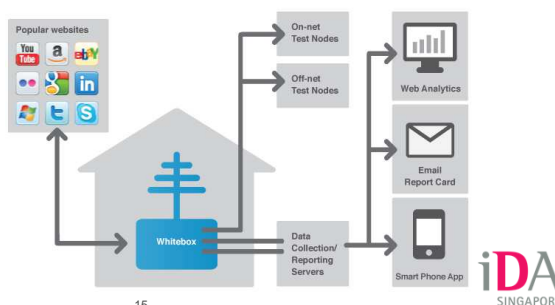 Popular websites
You
Tube
a
ebY
in
t
S
On-net
Test Nodes
Off-net
Test Nodes
Web Analytics
Email
Report Card
Whitebox
Data
Collection/
Reporting
Servers
Smart Phone App
iDA
SINGAPOR
15